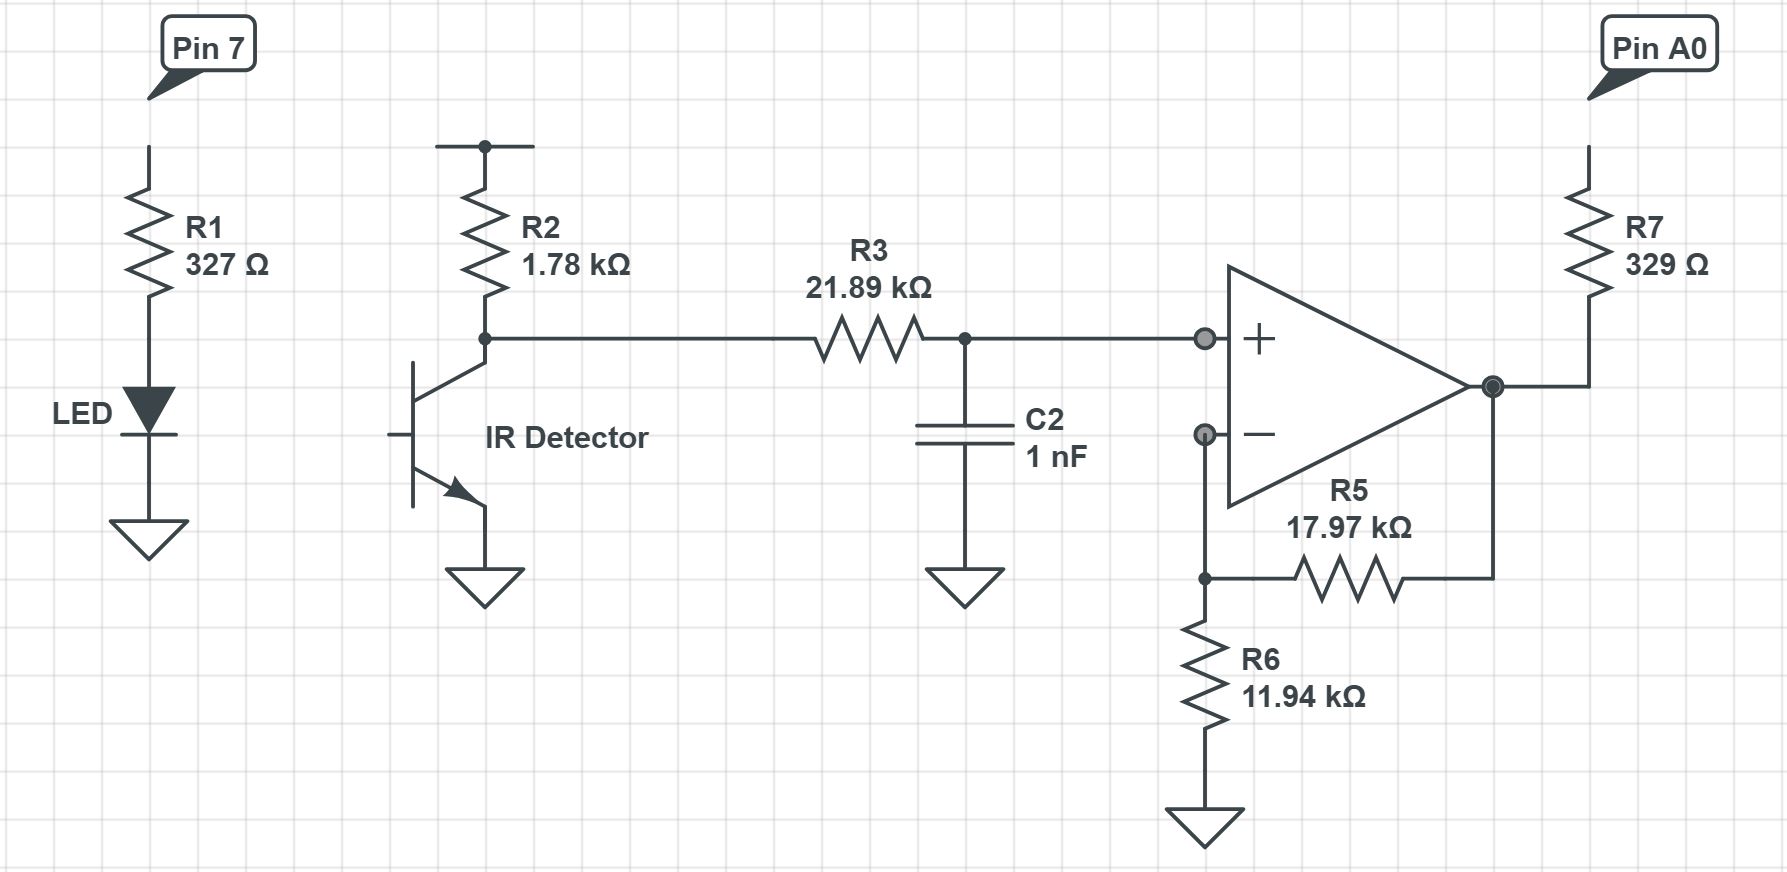 Pin 7
Pin A0
R1
327 Ω
R2
1.78 kΩ
R3
21.89 kΩ
R7
329 Ω
LED
IR Detector
C2
1 nF
+
−
R5
17.97 kΩ
R6
11.94 kΩ